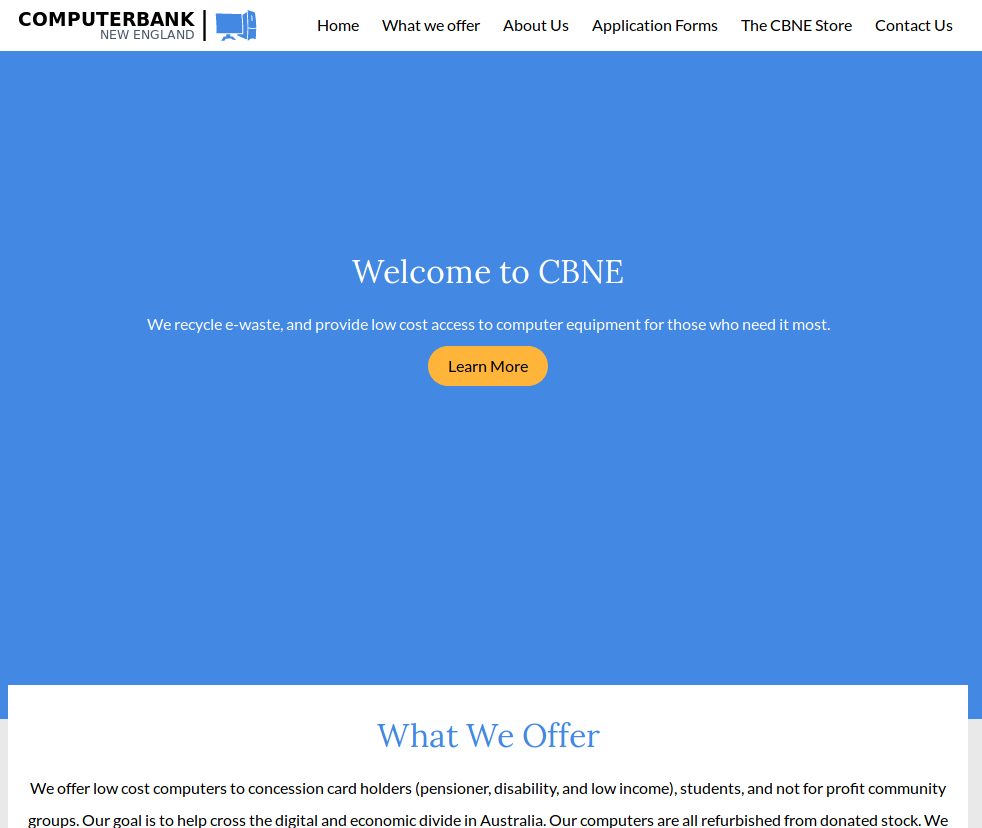 COMPUTERBANK
NEW ENGLAND
Home What we offer About Us Application Forms The CBNE Store Contact Us
Welcome to CBNE
We recycle e-waste, and provide low cost access to computer equipment for those who need it most.
Learn More
What We Offer
We offer low cost computers to concession card holders (pensioner, disability, and low income), students, and not for profit community
groups. Our goal is to help cross the digital and economic divide in Australia. Our computers are all refurbished from donated stock. We